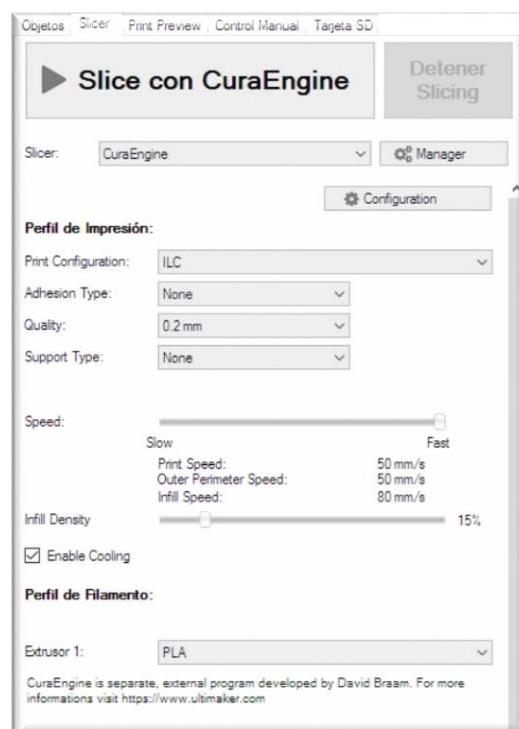 Objetos Slicer Print Preview Control Manual Tarjeta SD
Slice con CuraEngine
Detener
Slicing
Slicer: CuraEngine Manager
Configuration
Perfil de Impresión:
Print Configuration: ILC
Adhesion Type: None
Quality: 0.2 mm
Support Type: None
Speed:
Slow Fast
Print Speed: 50 mm/s
Outer Perimeter Speed: 50 mm/s
Infill Speed: 80 mm/s
Infill Density 15%
Enable Cooling
Perfil de Filamento:
Extrusor 1: PLA
CuraEngine is separate, external program developed by David Braam. For more
informations visit https://www.ultimaker.com